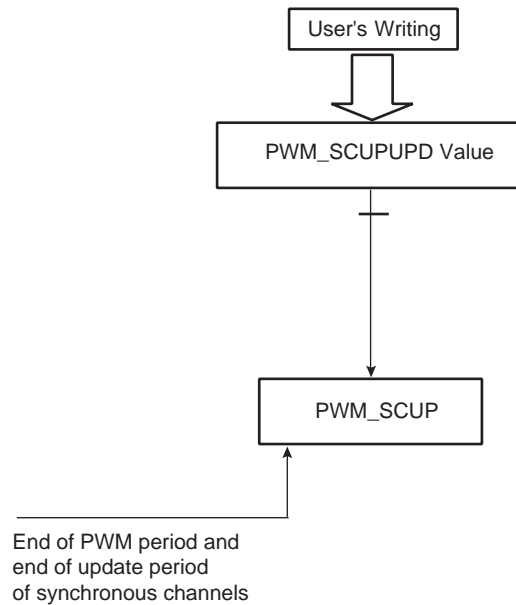 User's Writing
PWM_SCUPUPD Value
PWM_SCUP
End of PWM period and
end of update period
of synchronous channels